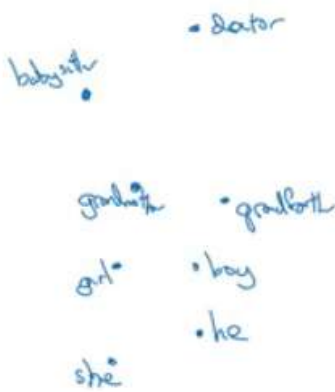 doctor
babysitter
grandmother
grandfather
girl
boy
he
she